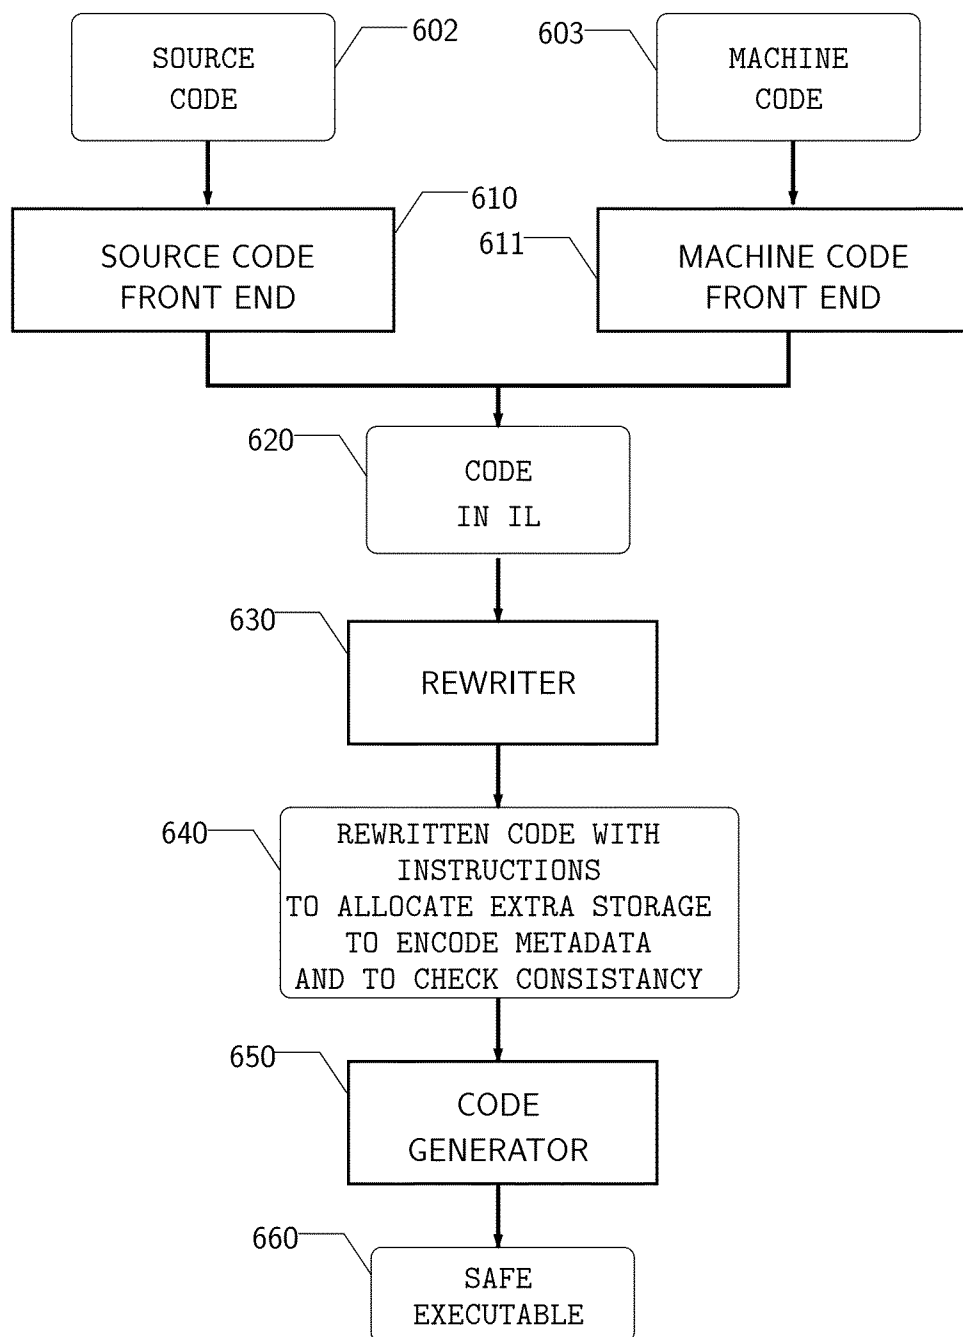 602
SOURCE
CODE
603
MACHINE
CODE
610
SOURCE CODE
FRONT END
611
MACHINE CODE
FRONT END
620
CODE
IN IL
630
REWRITER
640
REWRITTEN CODE WITH
INSTRUCTIONS
TO ALLOCATE EXTRA STORAGE
TO ENCODE METADATA
AND TO CHECK CONSISTANCY
650
CODE
GENERATOR
660
SAFE
EXECUTABLE